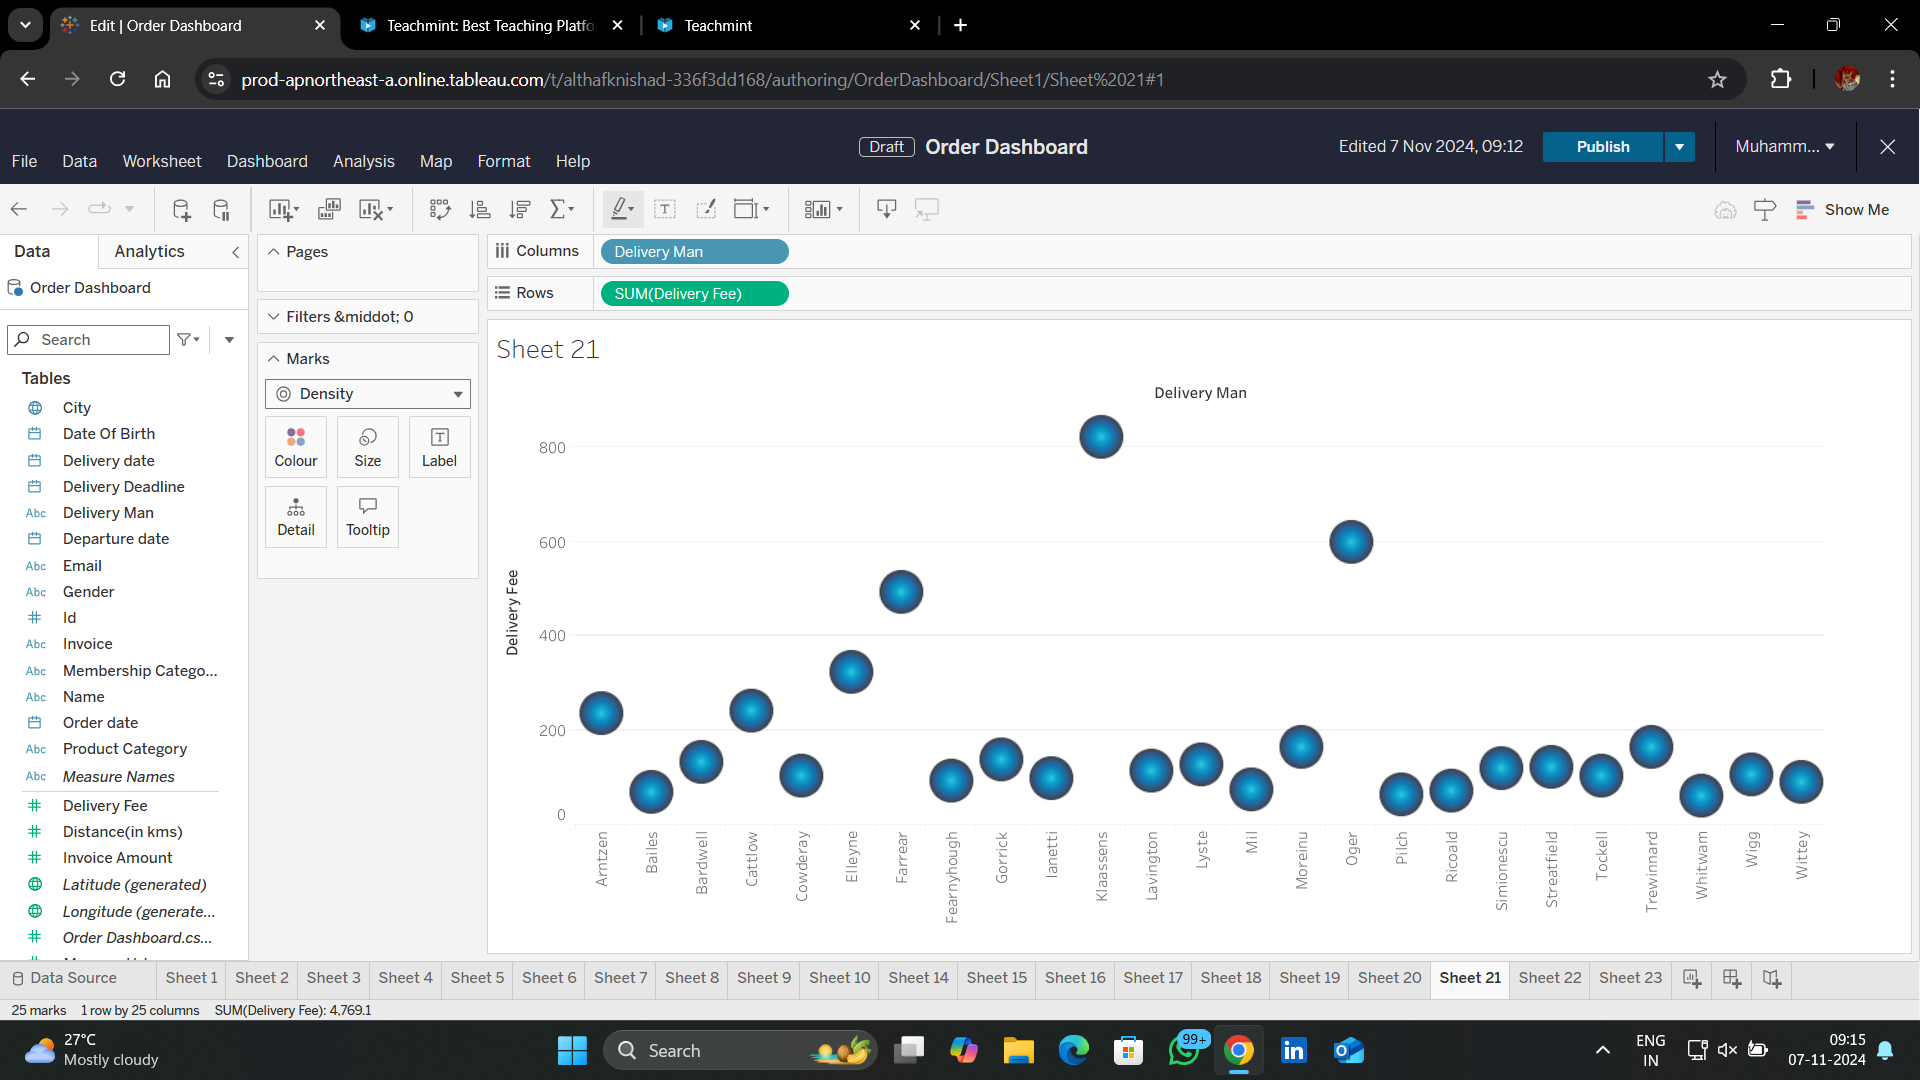 Edit | Order Dashboard
Teachmint: Best Teaching Platfo
Teachmint
prod-apnortheast-a.online.tableau.com/t/althafknishad-336f3dd168/authoring/OrderDashboard/Sheet1/Sheet%2021#1
Draft Order Dashboard
Edited 7 Nov 2024, 09:12
Publish
Muhamm...
File Data Worksheet Dashboard Analysis Map Format Help
Show Me
Data
Analytics
Order Dashboard
Search
Tables
City
Date Of Birth
Delivery date
Delivery Deadline
Abc Delivery Man
Departure date
Abc Email
Abc Gender
Id
Abc Invoice
Abc Membership Catego...
Abc Name
Order date
Abc Product Category
Abc Measure Names
Delivery Fee
Distance(in kms)
Invoice Amount
Latitude (generated)
Longitude (generate...
Order Dashboard.cs...
Pages
Filters &middot; 0
Marks
Density
Colour
Size
Label
Detail
Tooltip
Columns
Delivery Man
Rows
SUM(Delivery Fee)
Sheet 21
Delivery Man
Delivery Fee
800
600
400
200
0
Arntzen
Bailes
Bardwell
Cattlow
Cowderay
Elleyne
Farrear
Fearnyhough
Gorrick
Ianetti
Klaassens
Lavington
Lyste
Mil
Moreinu
Oger
Pilch
Ricoald
Simionescu
Streatfield
Tockell
Trewinnard
Whitwam
Wigg
Wittey
Data Source
Sheet 1
Sheet 2
Sheet 3
Sheet 4
Sheet 5
Sheet 6
Sheet 7
Sheet 8
Sheet 9
Sheet 10
Sheet 14
Sheet 15
Sheet 16
Sheet 17
Sheet 18
Sheet 19
Sheet 20
Sheet 21
Sheet 22
Sheet 23
25 marks 1 row by 25 columns SUM(Delivery Fee): 4,769.1
27°C
Mostly cloudy
Search
99+
ENG
IN
09:15
07-11-2024